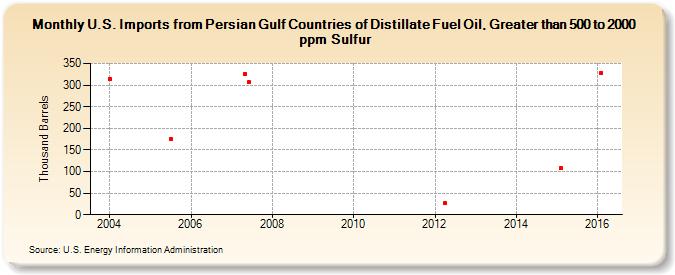 Monthly U.S. Imports from Persian Gulf Countries of Distillate Fuel Oil, Greater than 500 to 2000
ppm Sulfur
Thousand Barrels
350
300
250
200
150
100
50
0
2004 2006 2008 2010 2012 2014 2016
Source: U.S. Energy Information Administration